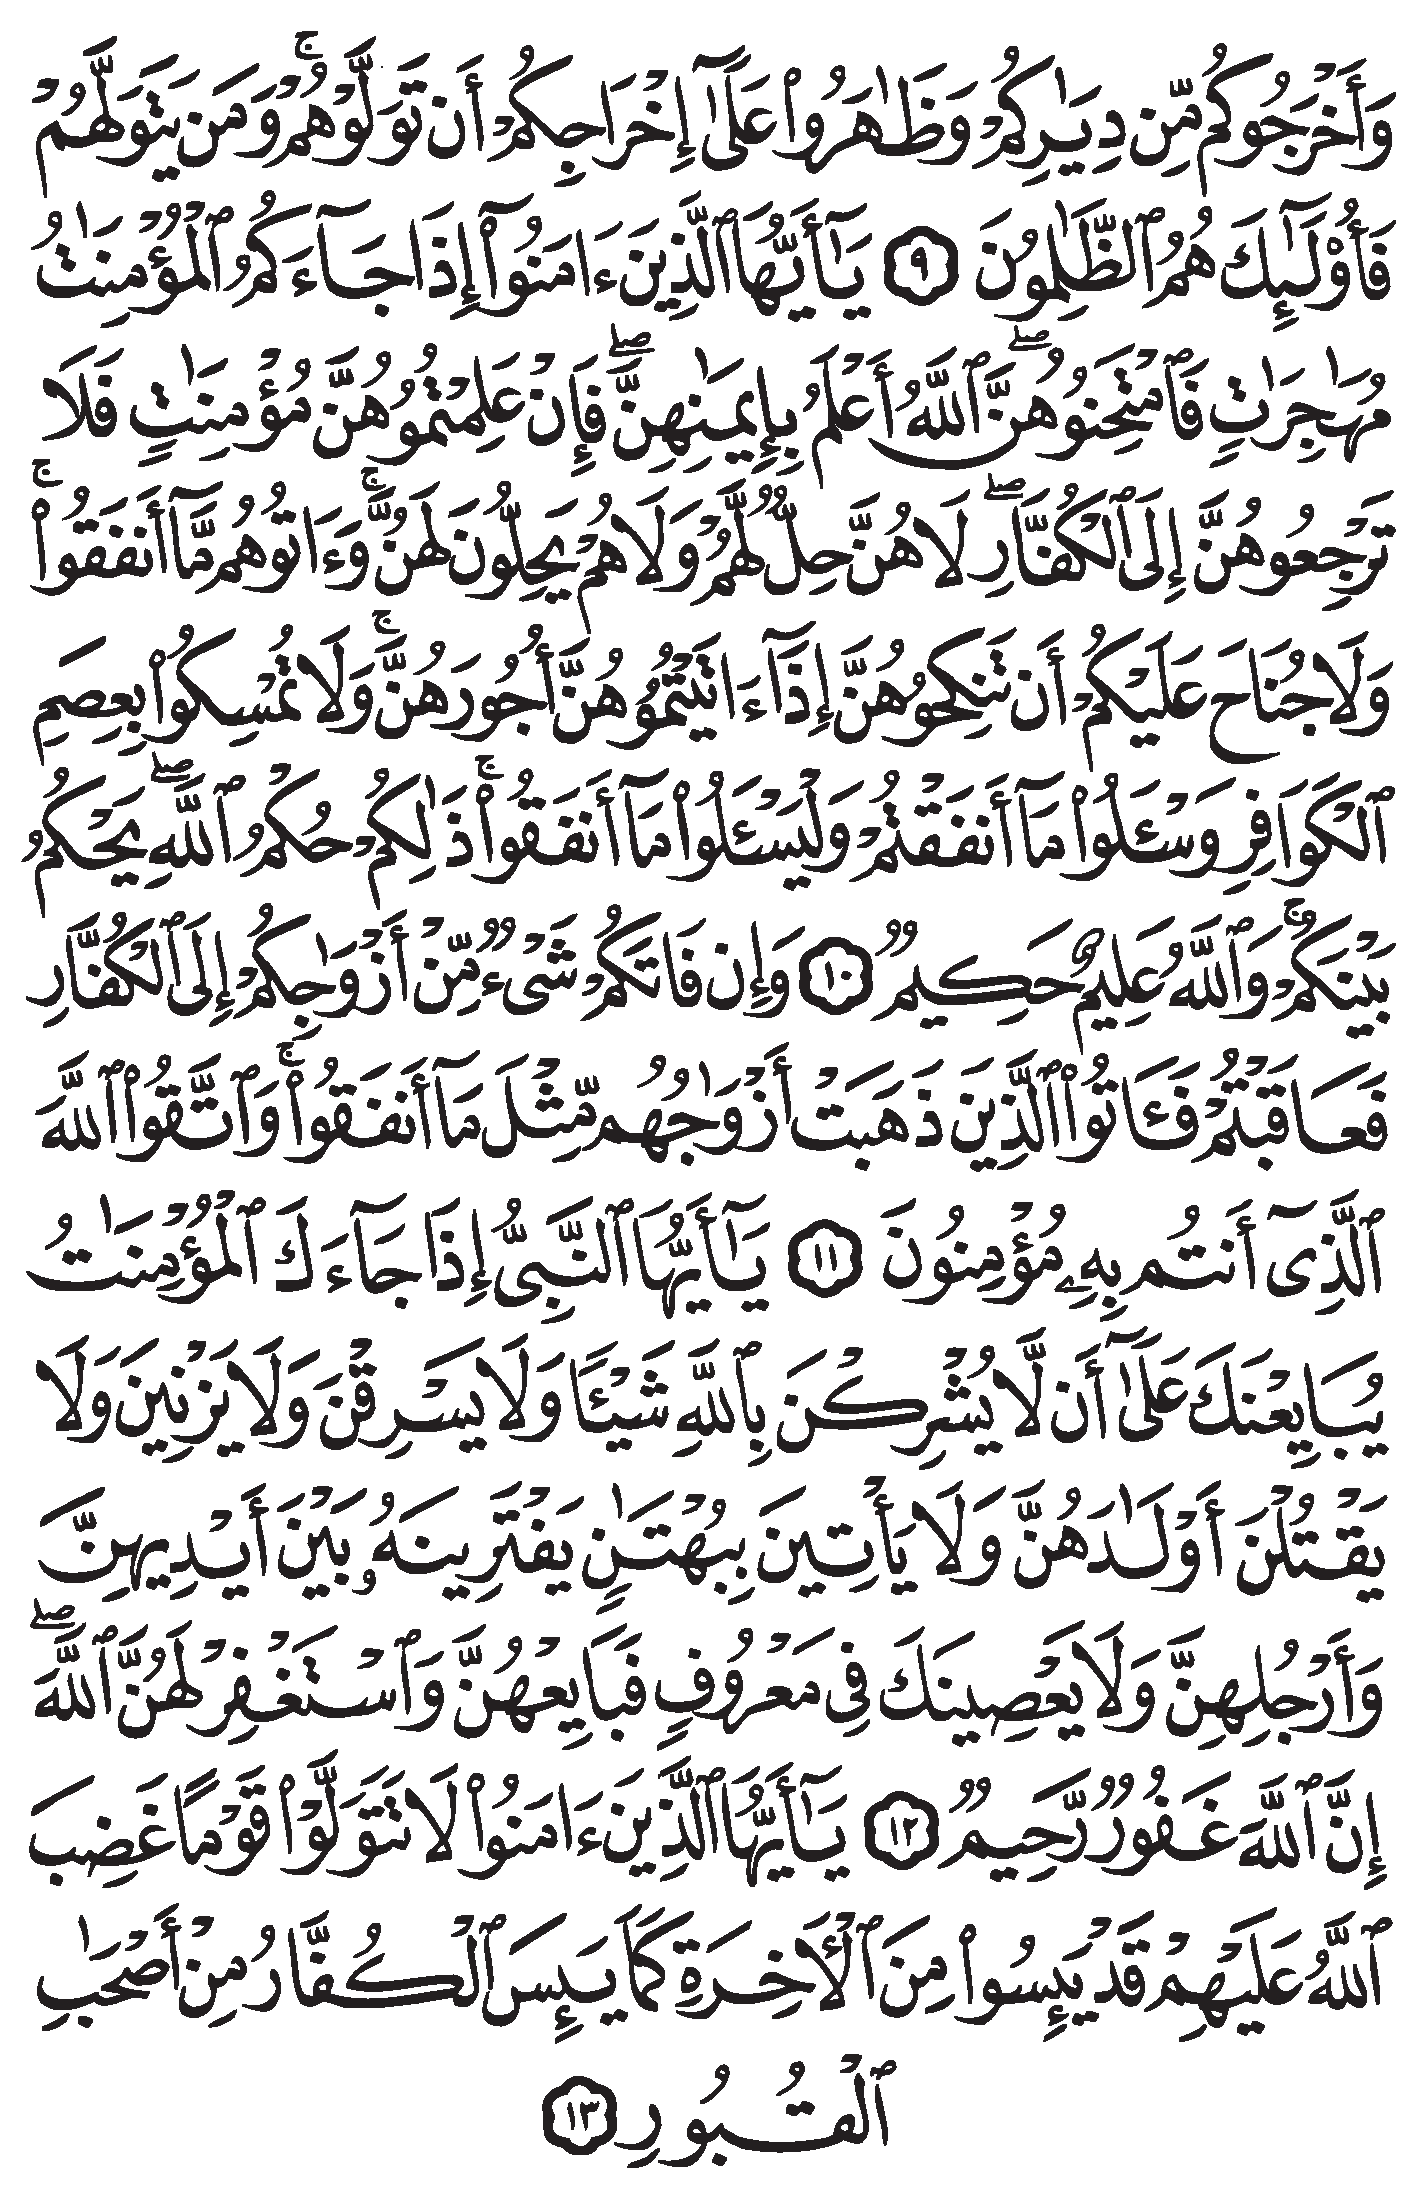 وَأَخۡرَجُوكُم مِّن دِيَٰرِكُمۡ وَظَٰهَرُواْ عَلَىٰٓ إِخۡرَاجِكُمۡ أَن تَوَلَّوۡهُمۡۚ وَمَن يَتَوَلَّهُمۡ
فَأُوْلَٰٓئِكَ هُمُ ٱلظَّٰلِمُونَ ٩ يَٰٓأَيُّهَا ٱلَّذِينَ ءَامَنُوٓاْ إِذَا جَآءَكُمُ ٱلۡمُؤۡمِنَٰتُ
مُهَٰجِرَٰتٖ فَٱمۡتَحِنُوهُنَّۖ ٱللَّهُ أَعۡلَمُ بِإِيمَٰنِهِنَّۖ فَإِنۡ عَلِمۡتُمُوهُنَّ مُؤۡمِنَٰتٖ فَلَا
تَرۡجِعُوهُنَّ إِلَى ٱلۡكُفَّارِۖ لَا هُنَّ حِلّٞ لَّهُمۡ وَلَا هُمۡ يَحِلُّونَ لَهُنَّۖ وَءَاتُوهُم مَّآ أَنفَقُواْۚ
وَلَا جُنَاحَ عَلَيۡكُمۡ أَن تَنكِحُوهُنَّ إِذَآ ءَاتَيۡتُمُوهُنَّ أُجُورَهُنَّۚ وَلَا تُمۡسِكُواْ بِعِصَمِ
ٱلۡكَوَافِرِ وَسۡـَٔلُواْ مَآ أَنفَقۡتُمۡ وَلۡيَسۡـَٔلُواْ مَآ أَنفَقُواْۚ ذَٰلِكُمۡ حُكۡمُ ٱللَّهِۖ يَحۡكُمُ
بَيۡنَكُمۡۚ وَٱللَّهُ عَلِيمٌ حَكِيمٞ ١٠ وَإِن فَاتَكُمۡ شَيۡءٞ مِّنۡ أَزۡوَٰجِكُمۡ إِلَى ٱلۡكُفَّارِ
فَعَاقَبۡتُمۡ فَـَٔاتُواْ ٱلَّذِينَ ذَهَبَتۡ أَزۡوَٰجُهُم مِّثۡلَ مَآ أَنفَقُواْۚ وَٱتَّقُواْ ٱللَّهَ
ٱلَّذِيٓ أَنتُم بِهِۦ مُؤۡمِنُونَ ١١ يَٰٓأَيُّهَا ٱلنَّبِيُّ إِذَا جَآءَكَ ٱلۡمُؤۡمِنَٰتُ
يُبَايِعۡنَكَ عَلَىٰٓ أَن لَّا يُشۡرِكۡنَ بِٱللَّهِ شَيۡـٔٗا وَلَا يَسۡرِقۡنَ وَلَا يَزۡنِينَ وَلَا
يَقۡتُلۡنَ أَوۡلَٰدَهُنَّ وَلَا يَأۡتِينَ بِبُهۡتَٰنٖ يَفۡتَرِينَهُۥ بَيۡنَ أَيۡدِيهِنَّ
وَأَرۡجُلِهِنَّ وَلَا يَعۡصِينَكَ فِي مَعۡرُوفٖ فَبَايِعۡهُنَّ وَٱسۡتَغۡفِرۡ لَهُنَّ ٱللَّهَۖ
إِنَّ ٱللَّهَ غَفُورٞ رَّحِيمٞ ١٢ يَٰٓأَيُّهَا ٱلَّذِينَ ءَامَنُواْ لَا تَتَوَلَّوۡاْ قَوۡمًا غَضِبَ
ٱللَّهُ عَلَيۡهِمۡ قَدۡ يَئِسُواْ مِنَ ٱلۡأٓخِرَةِ كَمَا يَئِسَ ٱلۡكُفَّارُ مِنۡ أَصۡحَٰبِ
ٱلۡقُبُورِ ١٣